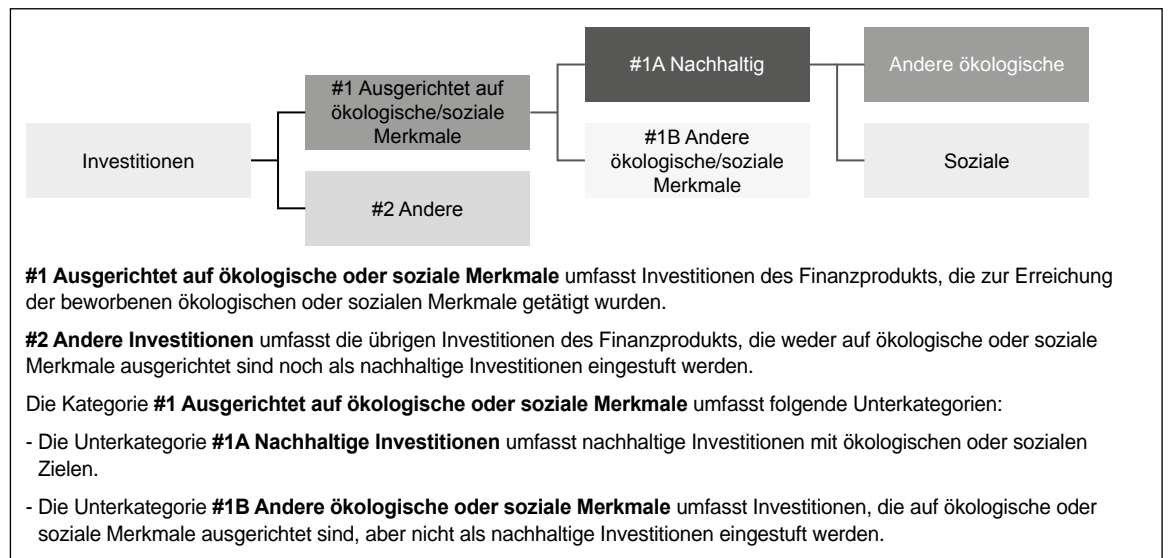 Investitionen
#1 Ausgerichtet auf
ökologische/soziale
Merkmale
#2 Andere
#1A Nachhaltig
#1B Andere
ökologische/soziale
Merkmale
Andere ökologische
Soziale
#1 Ausgerichtet auf ökologische oder soziale Merkmale umfasst Investitionen des Finanzprodukts, die zur Erreichung
der beworbenen ökologischen oder sozialen Merkmale getätigt wurden.
#2 Andere Investitionen umfasst die übrigen Investitionen des Finanzprodukts, die weder auf ökologische oder soziale
Merkmale ausgerichtet sind noch als nachhaltige Investitionen eingestuft werden.
Die Kategorie #1 Ausgerichtet auf ökologische oder soziale Merkmale umfasst folgende Unterkategorien:
- Die Unterkategorie #1A Nachhaltige Investitionen umfasst nachhaltige Investitionen mit ökologischen oder sozialen
Zielen.
- Die Unterkategorie #1B Andere ökologische oder soziale Merkmale umfasst Investitionen, die auf ökologische oder
soziale Merkmale ausgerichtet sind, aber nicht als nachhaltige Investitionen eingestuft werden.